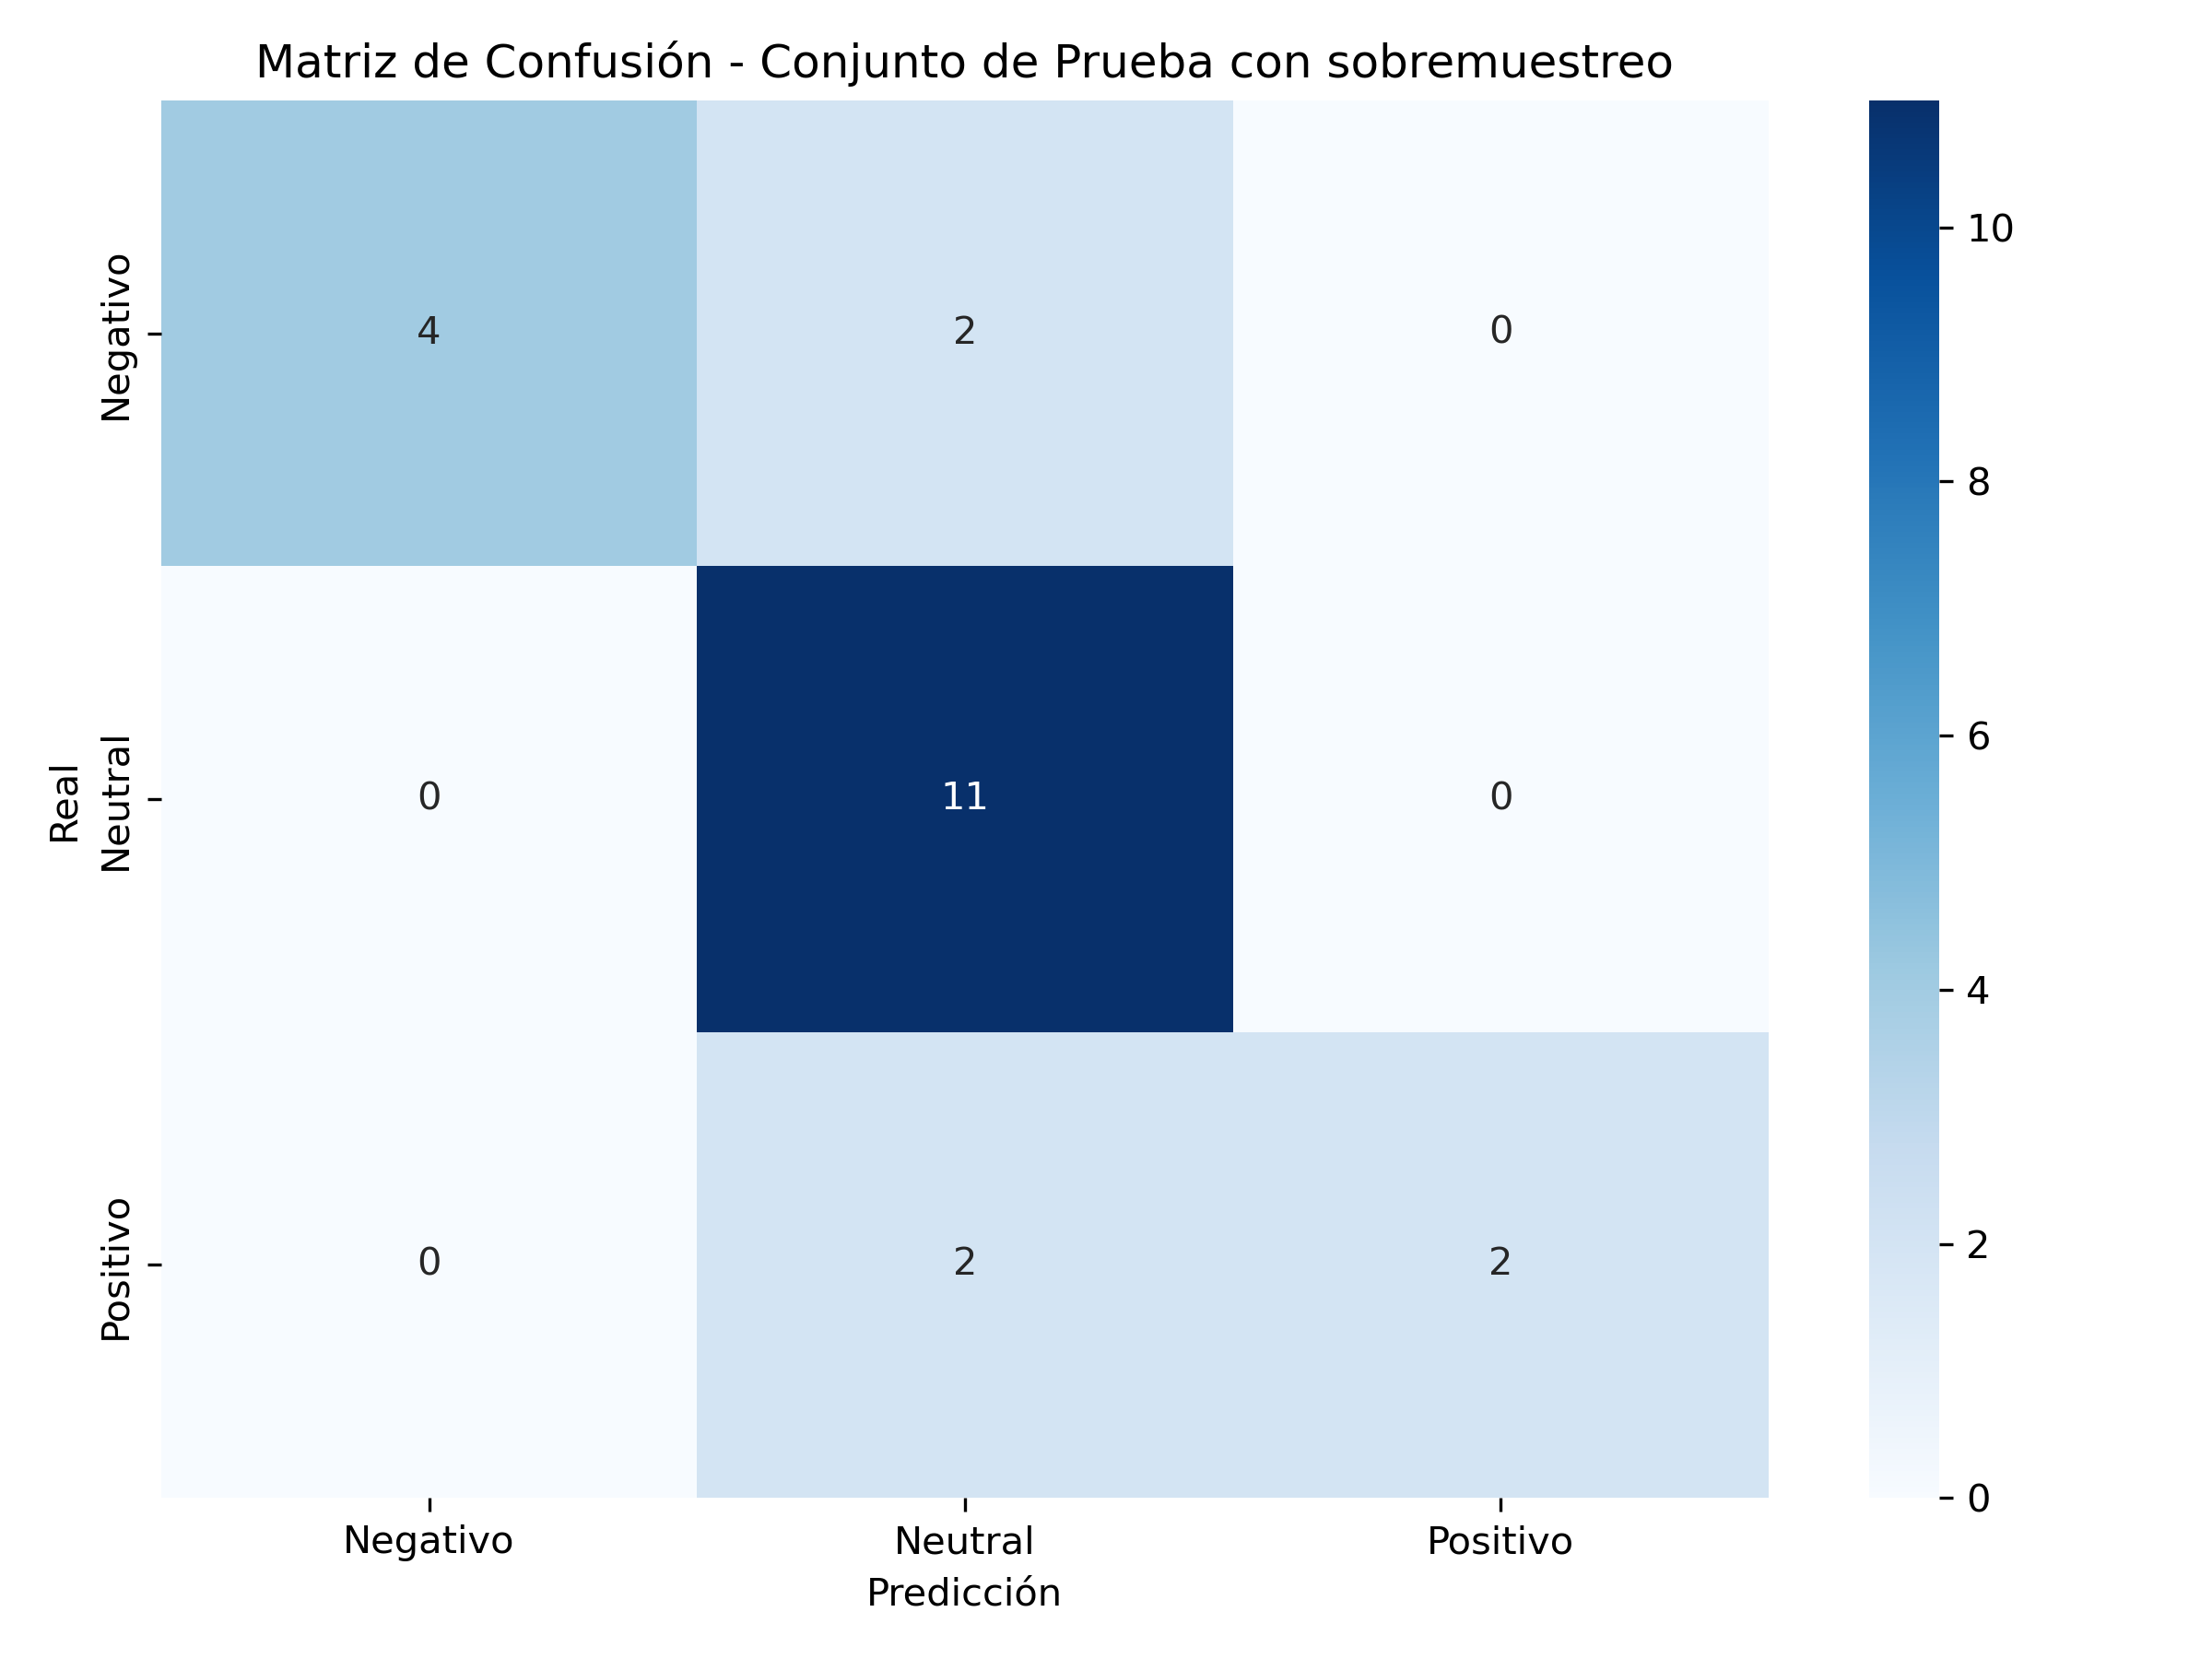 Matriz de Confusión - Conjunto de Prueba con sobremuestreo
Real
Negativo
4 2 0
Neutral
0 11 0
Positivo
0 2 2
Negativo Neutral Positivo
Predicción
10
8
6
4
2
0